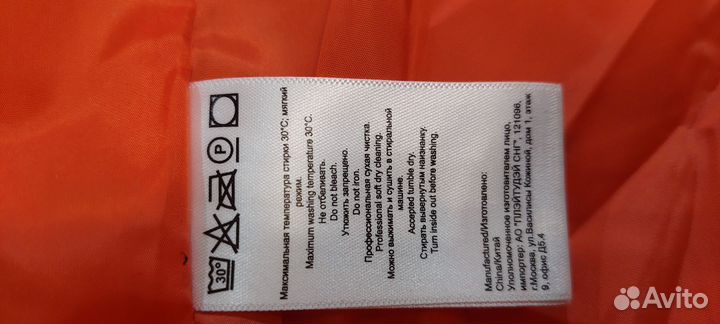 30°
P
Максимальная температура стирки 30°С; мягкий
режим.
Maximum washing temperature 30°C.
Не отбеливать.
Do not bleach.
Утюжить запрещено.
Do not iron.
Профессиональная сухая чистка.
Professional soft dry cleaning.
Можно выжимать и сушить в стиральной
машине.
Accepted tumble dry.
Стирать вывернутым наизнанку.
Turn inside out before washing.
Manufactured/Изготовлено:
China/Китай
Уполномоченное изготовителем лицо,
импортер: АО "ПЛЭЙТУДЭЙ СНГ", 121096,
г.Москва, ул.Василисы Кожиной, дом 1, этаж
9, офис Д5.4
Avito